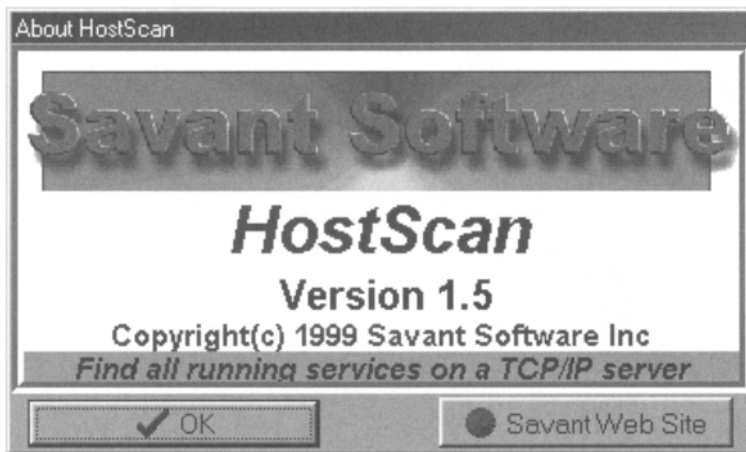 About HostScan
Savant Software
HostScan
Version 1.5
Copyright(c) 1999 Savant Software Inc
Find all running services on a TCP/IP server
OK
Savant Web Site